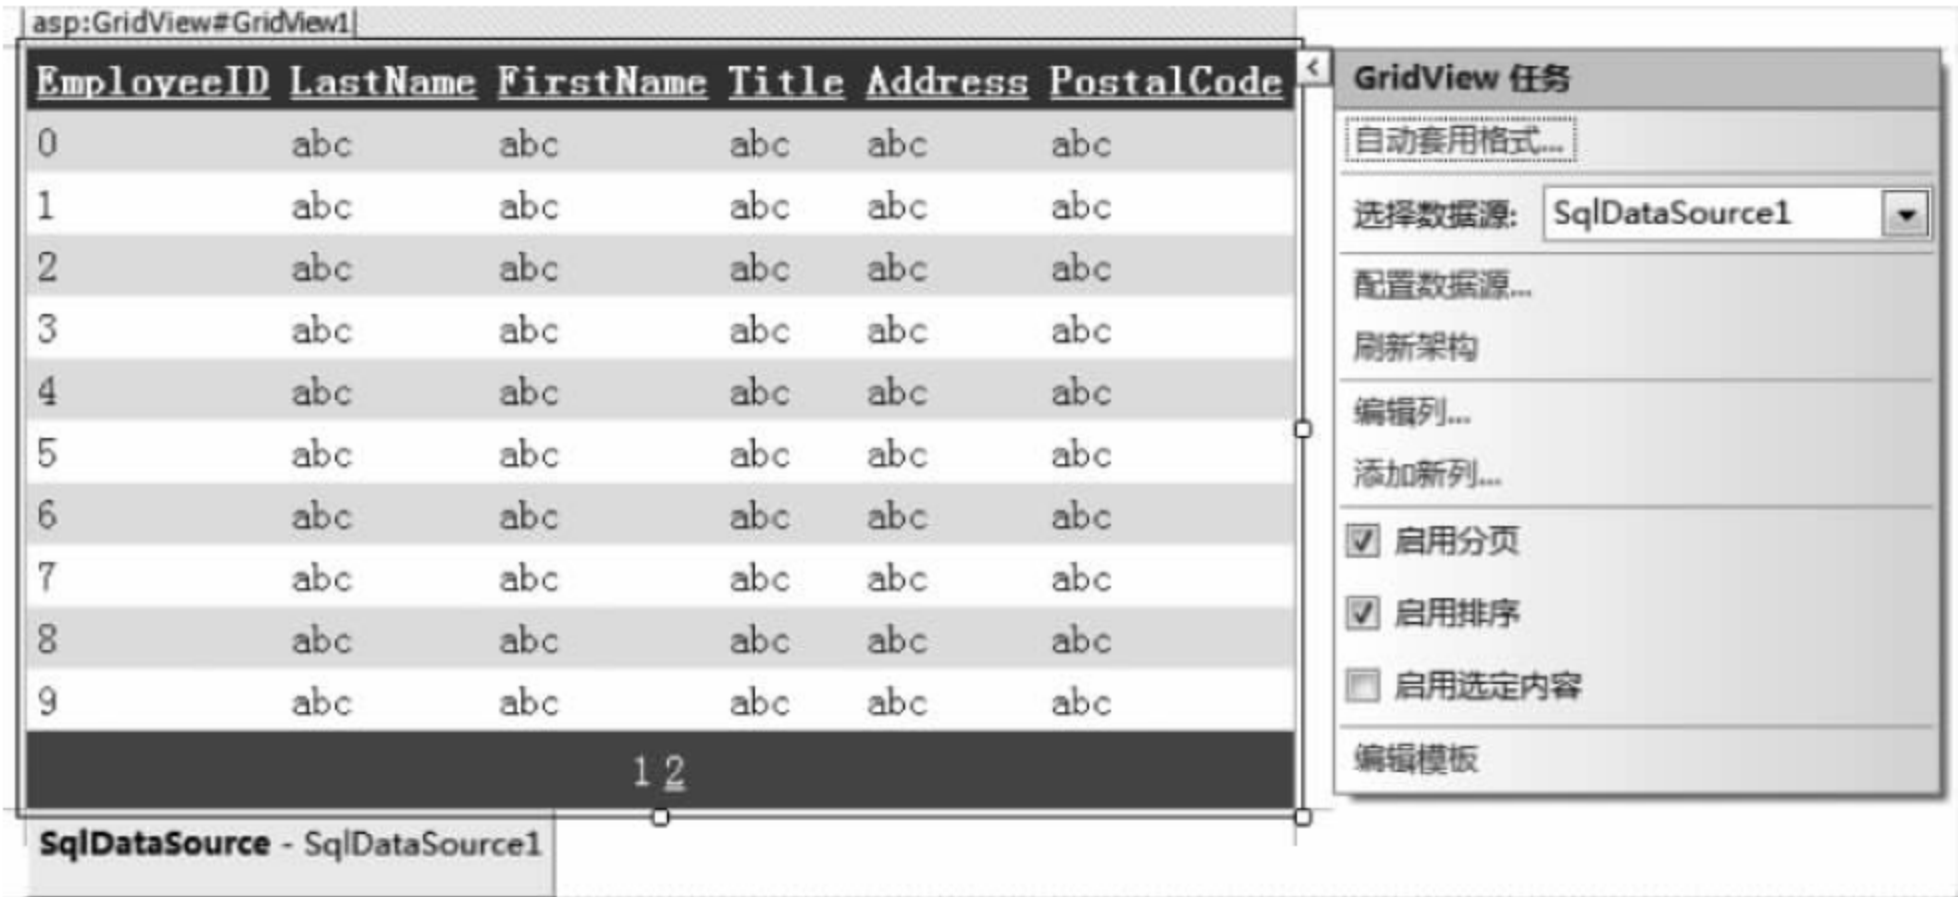 asp:GridView#GridView1
EmployeeID LastName FirstName Title Address PostalCode
0 abc abc abc abc abc
1 abc abc abc abc abc
2 abc abc abc abc abc
3 abc abc abc abc abc
4 abc abc abc abc abc
5 abc abc abc abc abc
6 abc abc abc abc abc
7 abc abc abc abc abc
8 abc abc abc abc abc
9 abc abc abc abc abc
1 2
SqlDataSource - SqlDataSource1
GridView 任务
自动套用格式...
选择数据源: SqlDataSource1
配置数据源...
刷新架构
编辑列...
添加新列...
启用分页
启用排序
启用选定内容
编辑模板